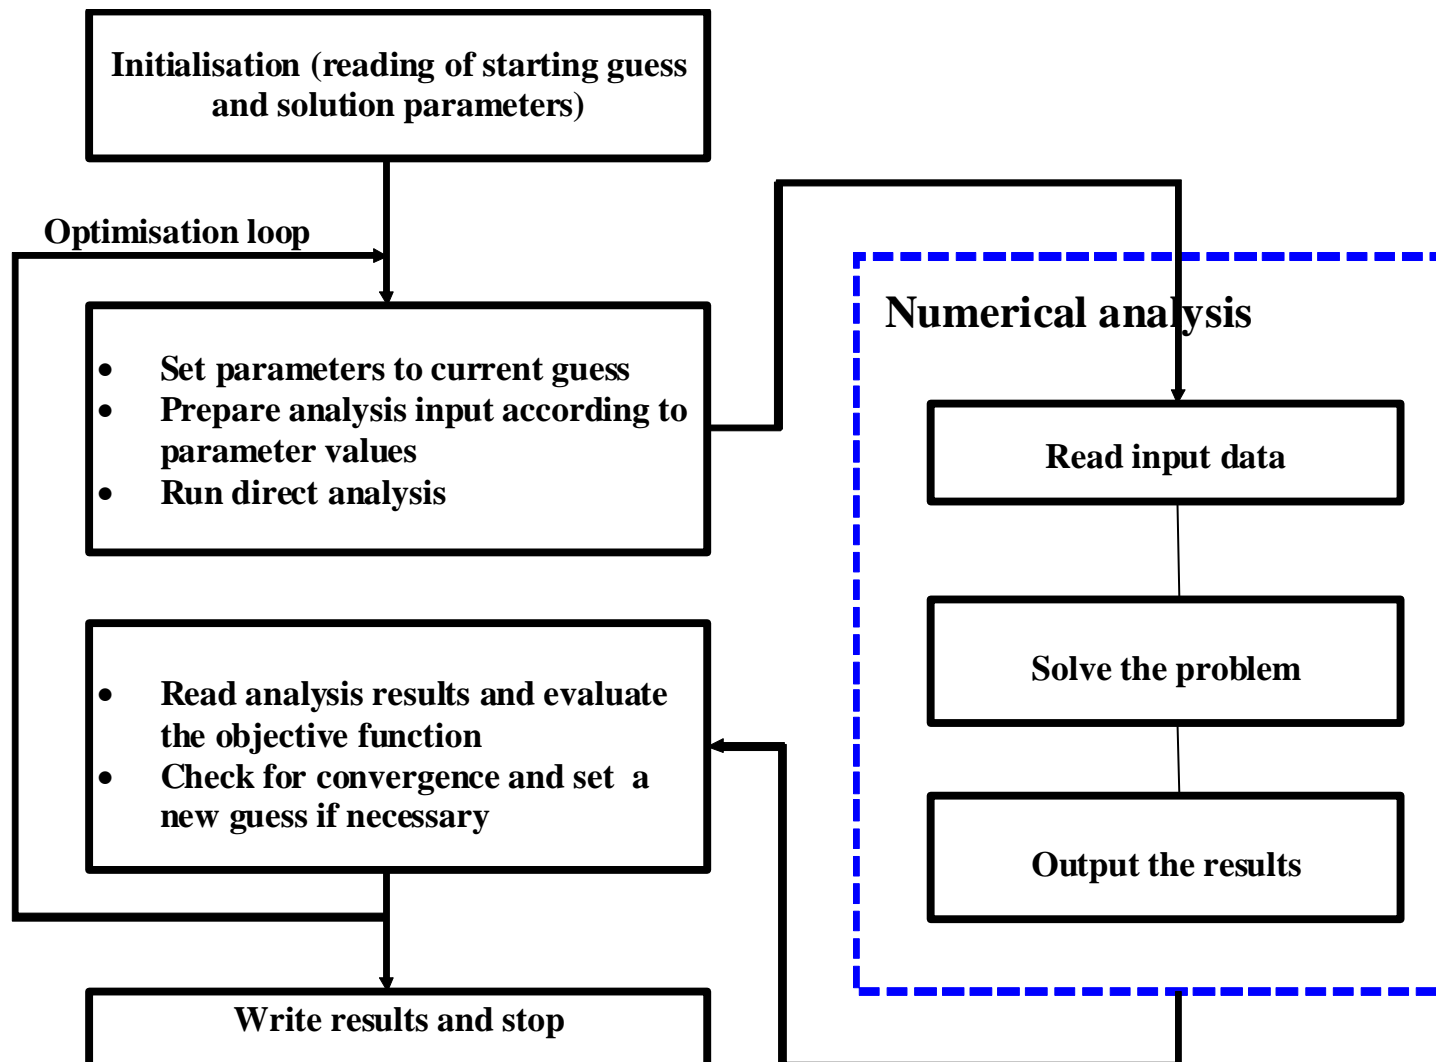 Initialisation (reading of starting guess
and solution parameters)
Optimisation loop
• Set parameters to current guess
• Prepare analysis input according to
parameter values
• Run direct analysis
• Read analysis results and evaluate
the objective function
• Check for convergence and set a
new guess if necessary
Write results and stop
Numerical analysis
Read input data
Solve the problem
Output the results